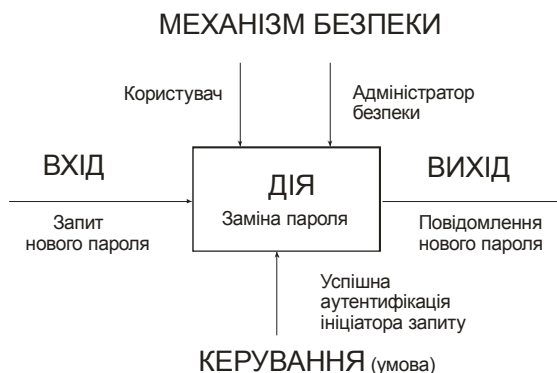 МЕХАНІЗМ БЕЗПЕКИ
Користувач
Адміністратор
безпеки
ВХІД
Запит
нового пароля
ДІЯ
Заміна пароля
ВИХІД
Повідомлення
нового пароля
Успішна
аутентифікація
ініціатора запиту
КЕРУВАННЯ (умова)